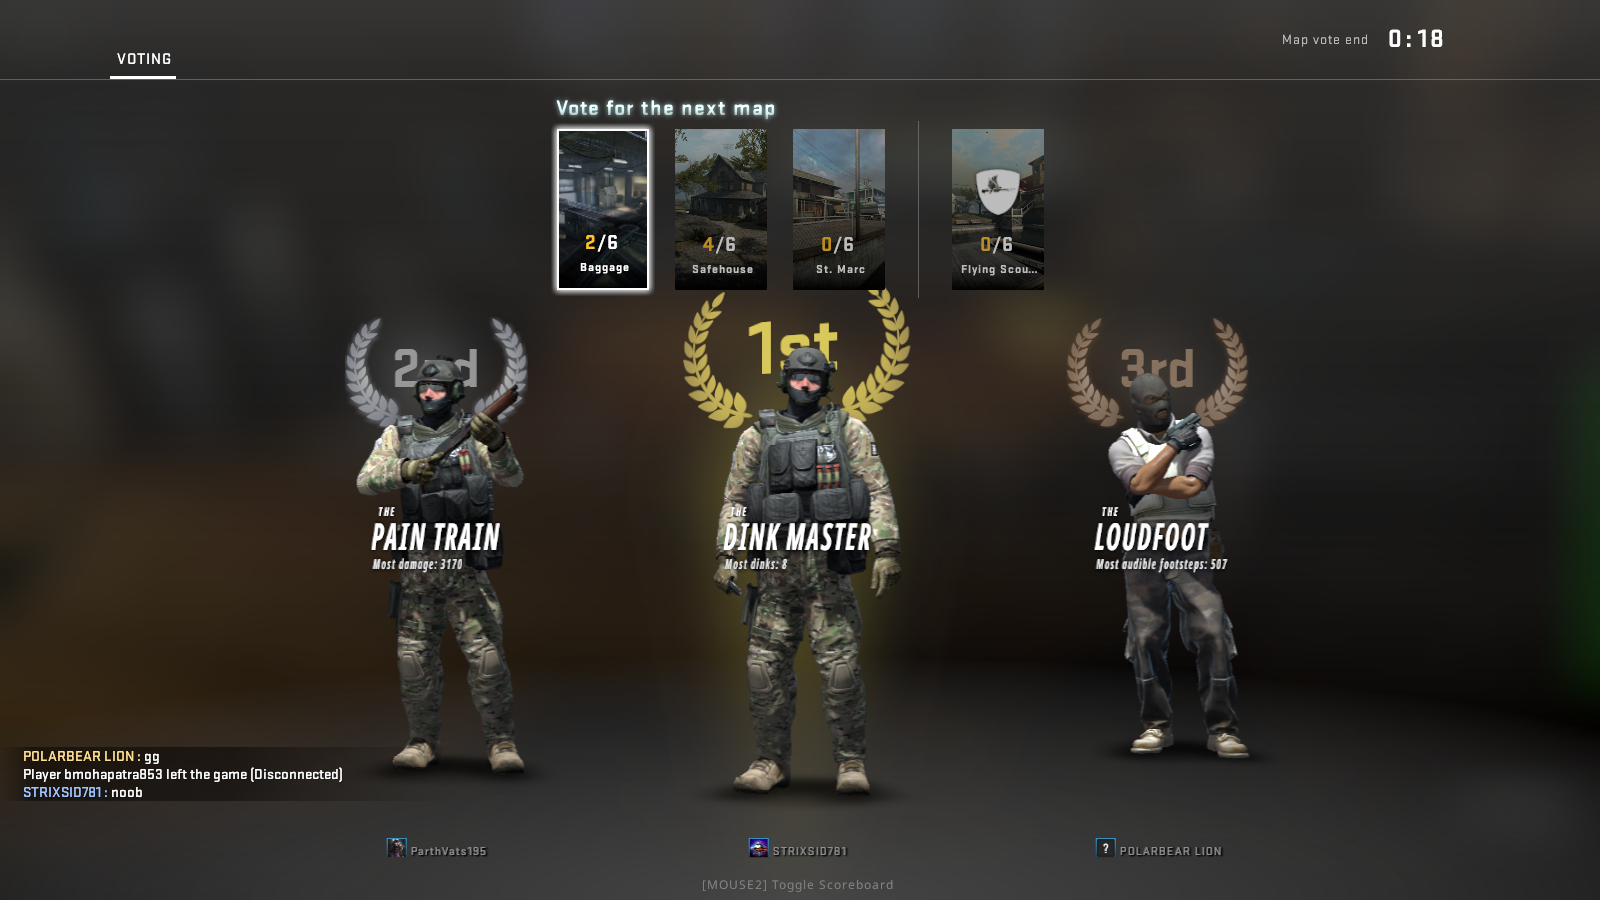 Map vote end 0:18
VOTING
Vote for the next map
2/6
Baggage
4/6
Safehouse
0/6
St. Marc
0/6
Flying Scou...
2nd
1st
3rd
THE
PAIN TRAIN
Most damage: 3170
THE
DINK MASTER
Most dinks: 8
THE
LOUDFOOT
Most audible footsteps: 507
POLARBEAR LION : gg
Player bmohapatra853 left the game (Disconnected)
STRIXSID781 : noob
ParthVats195
STRIXSID781
?
POLARBEAR LION
[MOUSE2] Toggle Scoreboard